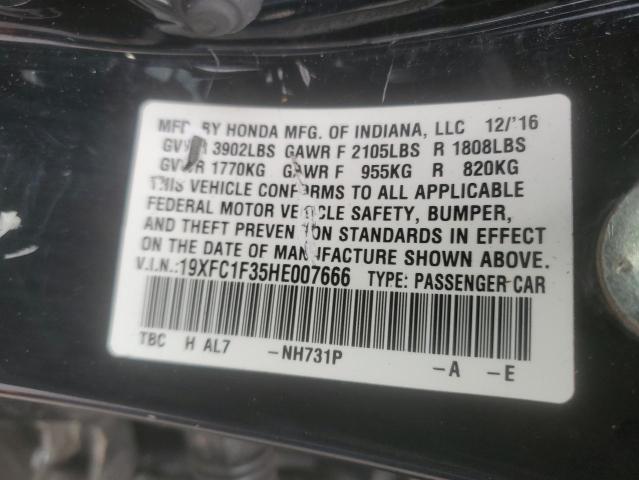 MFD. BY HONDA MFG. OF INDIANA, LLC 12/'16
GVWR 3902LBS GAWR F 2105LBS R 1808LBS
GVWR 1770KG GAWR F 955KG R 820KG
THIS VEHICLE CONFORMS TO ALL APPLICABLE
FEDERAL MOTOR VEHICLE SAFETY, BUMPER,
AND THEFT PREVENTION STANDARDS IN EFFECT
ON THE DATE OF MANUFACTURE SHOWN ABOVE.
V.I.N.:19XFC1F35HE007666 TYPE: PASSENGER CAR
TBC H AL7 -NH731P -A -E